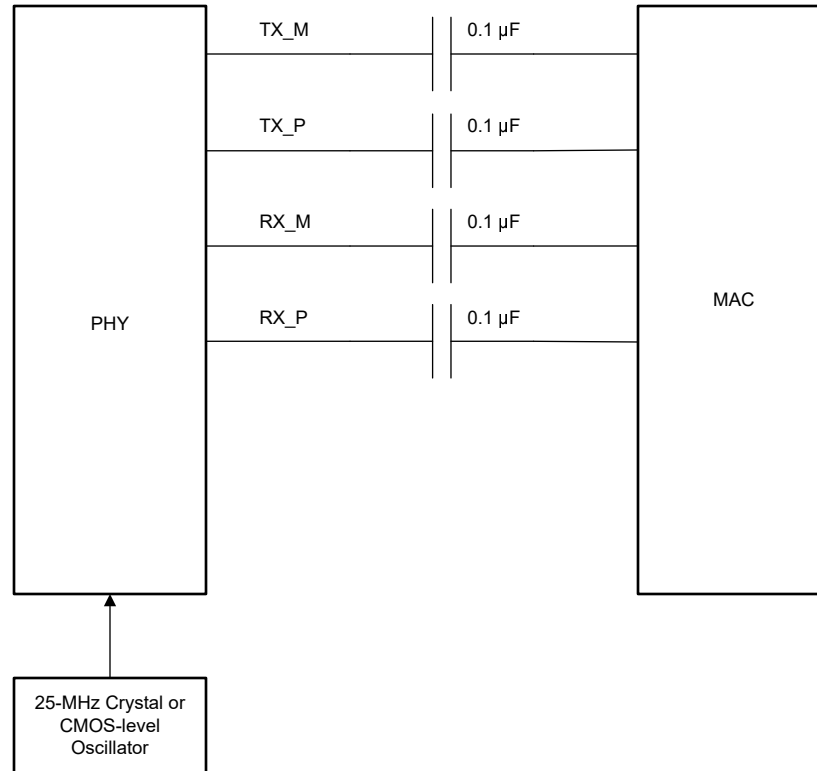 TX_M
0.1 µF
TX_P
0.1 µF
RX_M
0.1 µF
RX_P
0.1 µF
PHY
MAC
25-MHz Crystal or
CMOS-level
Oscillator